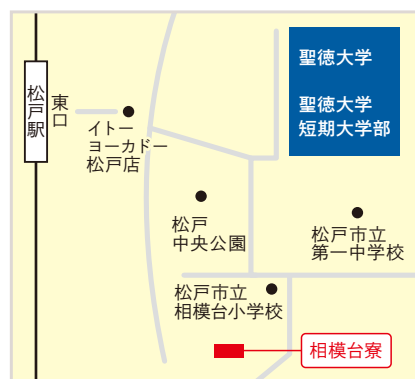 聖徳大学
聖徳大学
短期大学部
松戸駅
東口
イトー
ヨーカドー
松戸店
松戸
中央公園
松戸市立
第一中学校
松戸市立
相模台小学校
相模台寮